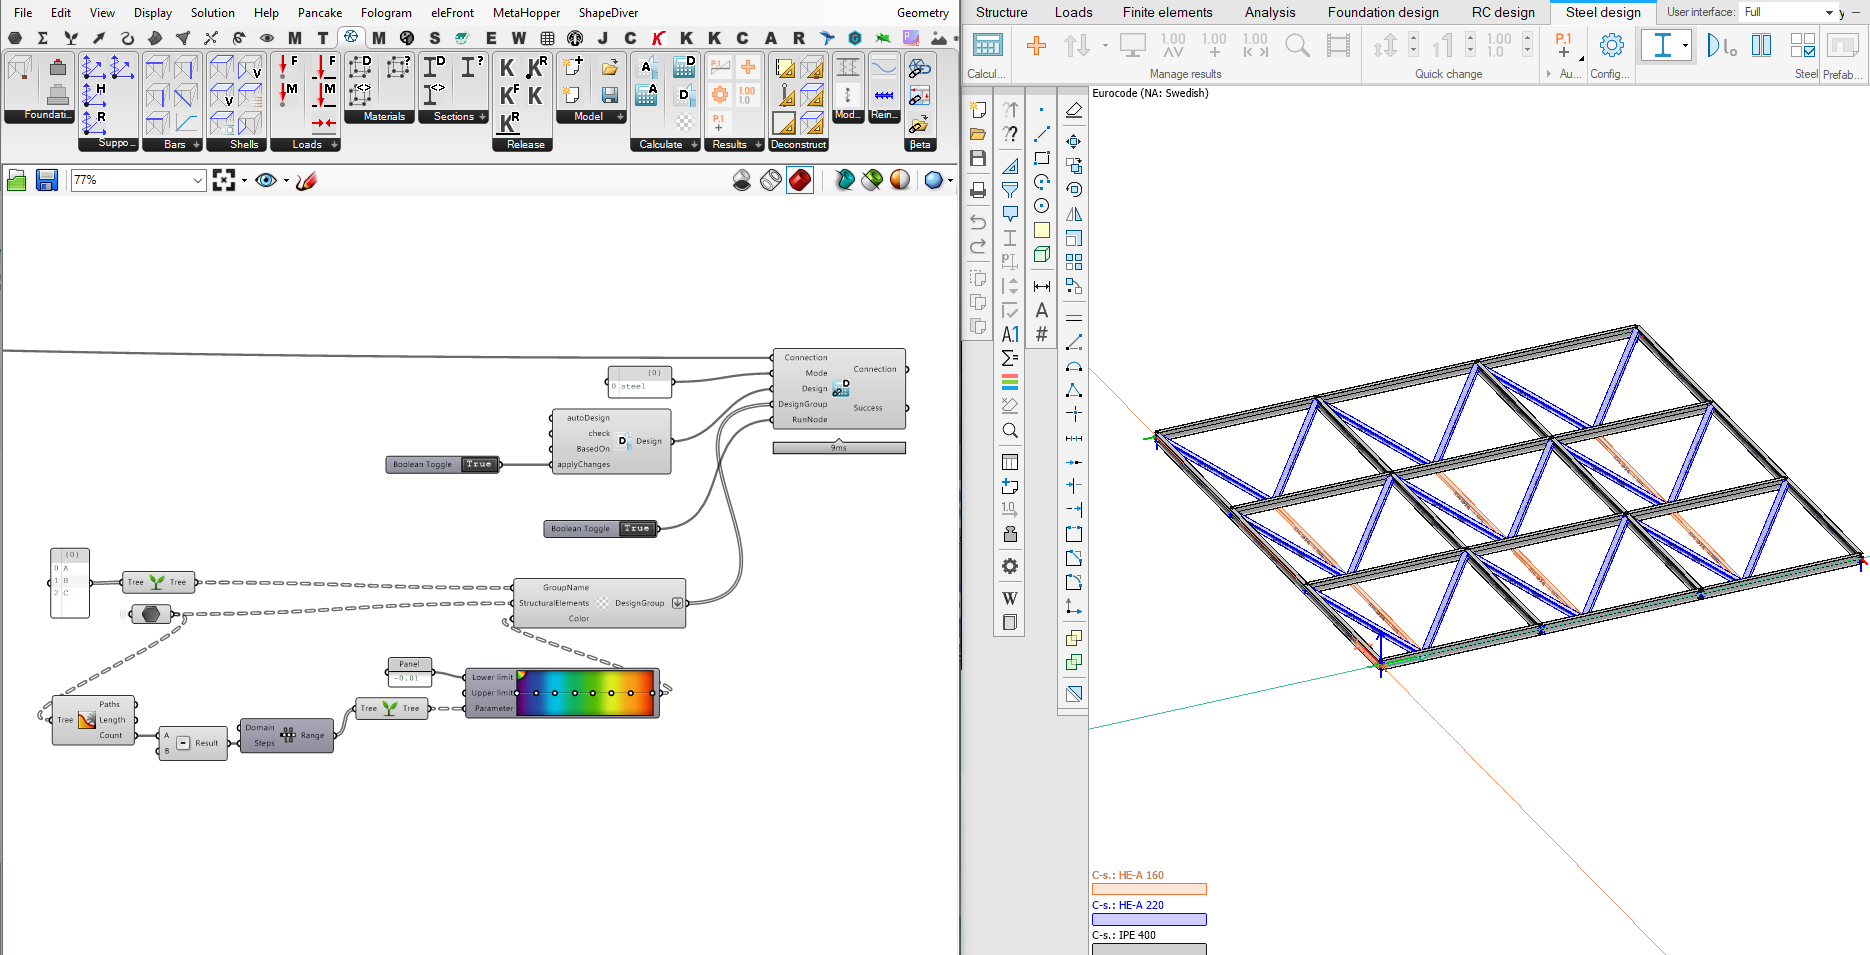 File Edit View Display Solution Help Pancake Fologram eleFront MetaHopper ShapeDiver Geometry
Foundati...
Suppo...
Bars
Shells
Loads
Materials
Sections
Release
Model
Calculate
Results
Deconstruct
Mod...
Rein...
βeta
77%
Connection
Mode
Design
DesignGroup
RunNode
Connection
Success
9ms
{0}
0 steel
autoDesign
check
BasedOn
applyChanges
Design
Boolean Toggle True
Boolean Toggle True
{0}
0 A
1 B
2 C
Tree Tree
GroupName
StructuralElements
Color
DesignGroup
Panel
-0.01
Lower limit
Upper limit
Parameter
Tree Tree
Tree
Paths
Length
Count
A
B
Result
Domain
Steps
Range
Structure Loads Finite elements Analysis Foundation design RC design Steel design User interface: Full
Calcul...
Manage results
Quick change
Au...
Config...
Steel
Prefab...
Eurocode (NA: Swedish)
C-s.: HE-A 160
C-s.: HE-A 220
C-s.: IPE 400